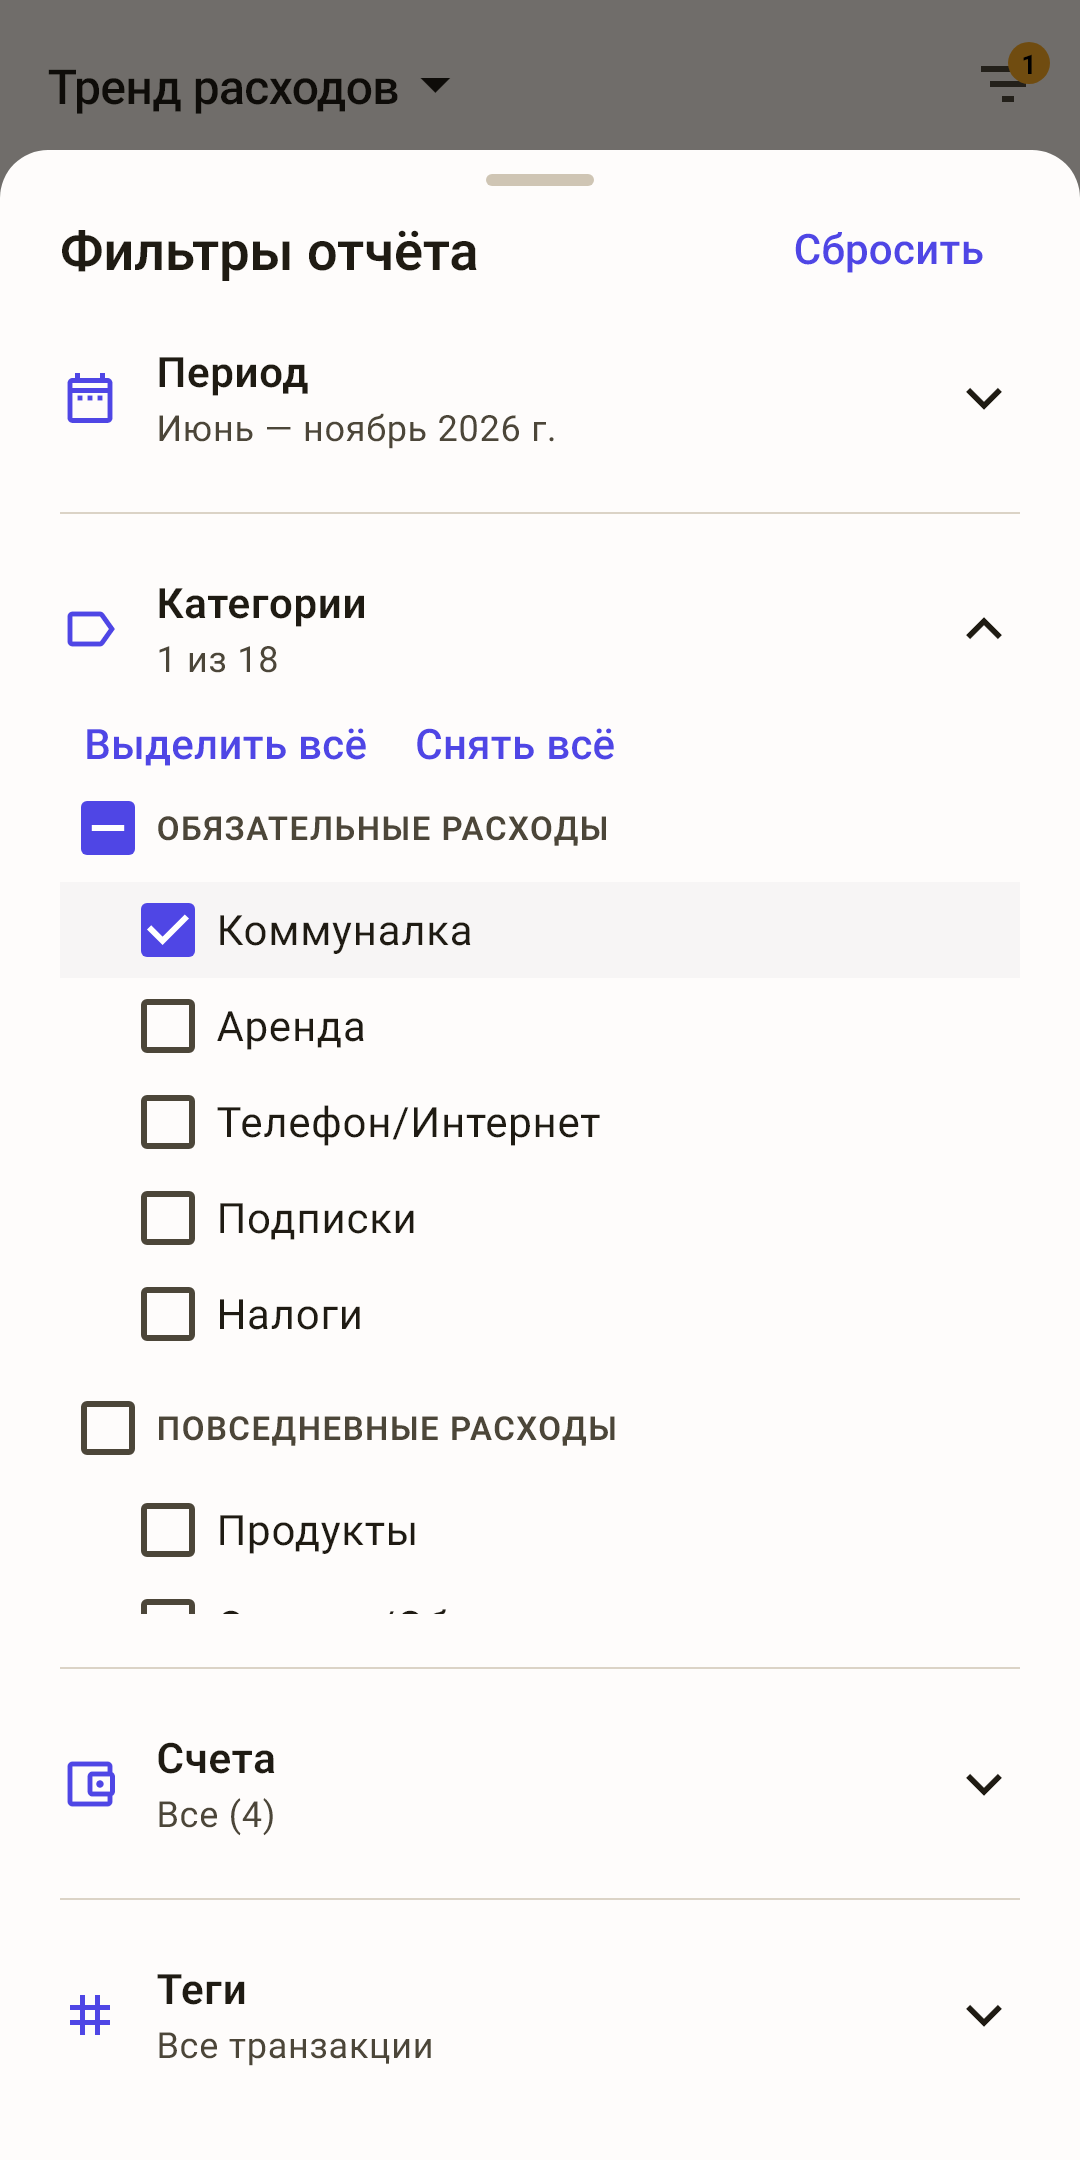 Тренд расходов
1
Фильтры отчёта
Сбросить
Период
Июнь — ноябрь 2026 г.
Категории
1 из 18
Выделить всё
Снять всё
ОБЯЗАТЕЛЬНЫЕ РАСХОДЫ
Коммуналка
Аренда
Телефон/Интернет
Подписки
Налоги
ПОВСЕДНЕВНЫЕ РАСХОДЫ
Продукты
Счета
Все (4)
Теги
Все транзакции